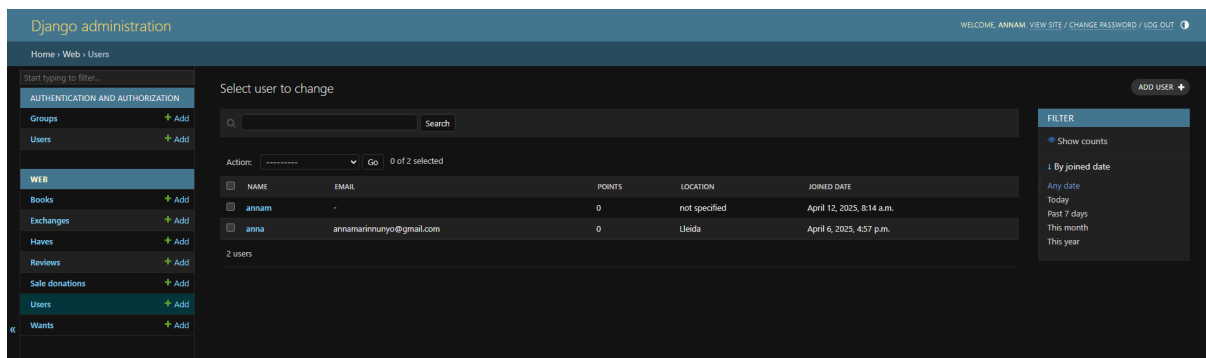 Django administration
WELCOME, ANNAM. VIEW SITE / CHANGE PASSWORD / LOG OUT
Home › Web › Users
Start typing to filter...
AUTHENTICATION AND AUTHORIZATION
Groups + Add
Users + Add
WEB
Books + Add
Exchanges + Add
Haves + Add
Reviews + Add
Sale donations + Add
Users + Add
Wants + Add
«
Select user to change
ADD USER +
Search
Action: --------- Go 0 of 2 selected
NAME EMAIL POINTS LOCATION JOINED DATE
annam - 0 not specified April 12, 2025, 8:14 a.m.
anna annamarinnunyo@gmail.com 0 Lleida April 6, 2025, 4:57 p.m.
2 users
FILTER
Show counts
↓ By joined date
Any date
Today
Past 7 days
This month
This year